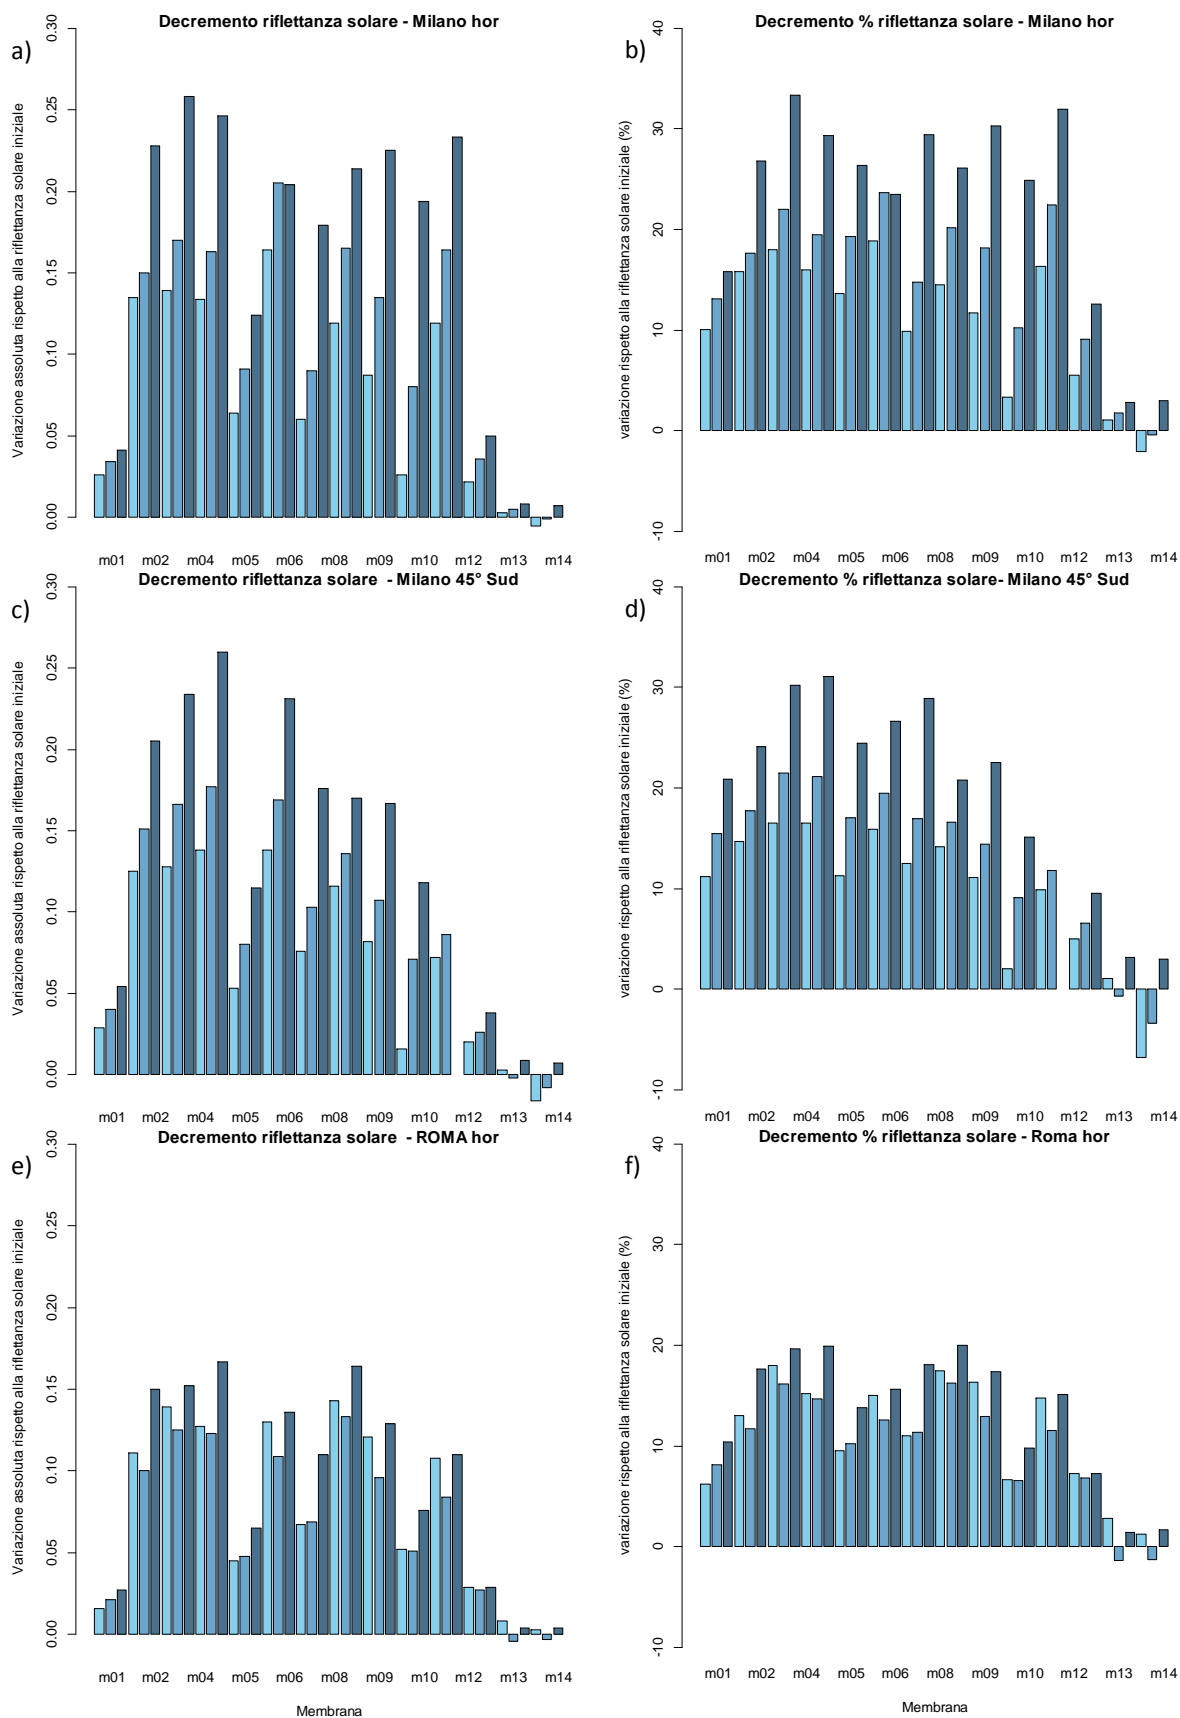 Decremento riflettanza solare - Milano hor
a)
Variazione assoluta rispetto alla riflettanza solare iniziale
0.00 0.05 0.10 0.15 0.20 0.25 0.30
m01 m02 m04 m05 m06 m08 m09 m10 m12 m13 m14
Decremento % riflettanza solare - Milano hor
b)
variazione rispetto alla riflettanza solare iniziale (%)
-10 0 10 20 30 40
m01 m02 m04 m05 m06 m08 m09 m10 m12 m13 m14
Decremento riflettanza solare - Milano 45° Sud
c)
Variazione assoluta rispetto alla riflettanza solare iniziale
0.00 0.05 0.10 0.15 0.20 0.25 0.30
m01 m02 m04 m05 m06 m08 m09 m10 m12 m13 m14
Decremento % riflettanza solare- Milano 45° Sud
d)
variazione rispetto alla riflettanza solare iniziale (%)
-10 0 10 20 30 40
m01 m02 m04 m05 m06 m08 m09 m10 m12 m13 m14
Decremento riflettanza solare - ROMA hor
e)
Variazione assoluta rispetto alla riflettanza solare iniziale
0.00 0.05 0.10 0.15 0.20 0.25 0.30
m01 m02 m04 m05 m06 m08 m09 m10 m12 m13 m14
Membrana
Decremento % riflettanza solare - Roma hor
f)
variazione rispetto alla riflettanza solare iniziale (%)
-10 0 10 20 30 40
m01 m02 m04 m05 m06 m08 m09 m10 m12 m13 m14
Membrana